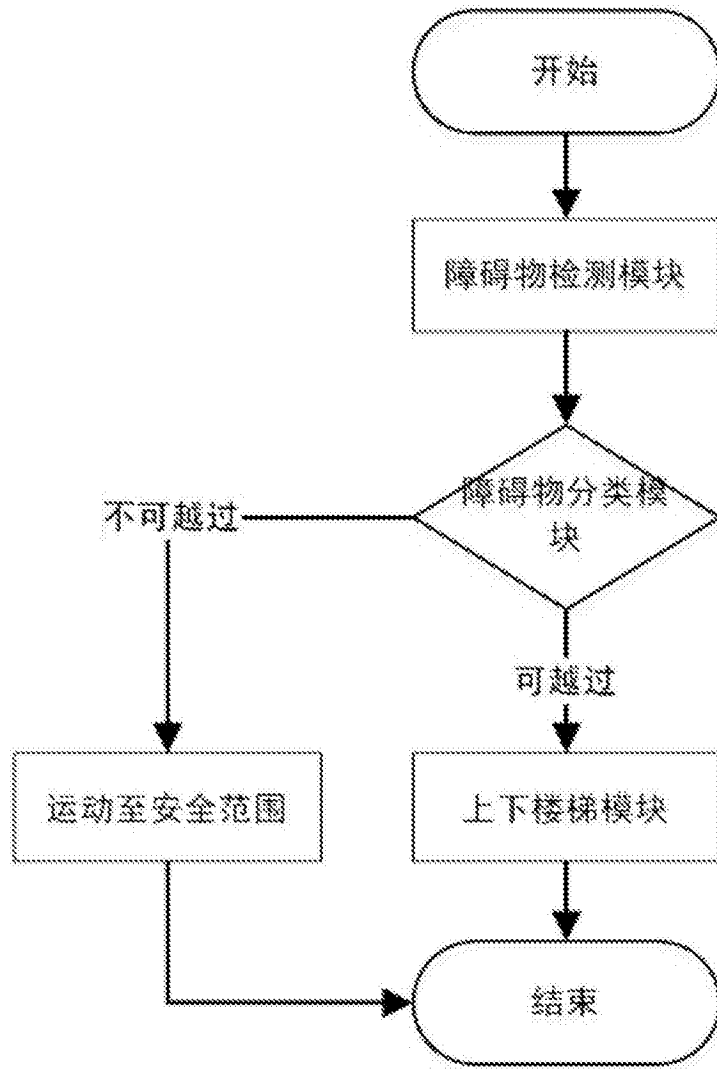 开始
障碍物检测模块
障碍物分类模
块
不可越过
可越过
运动至安全范围
上下楼梯模块
结束